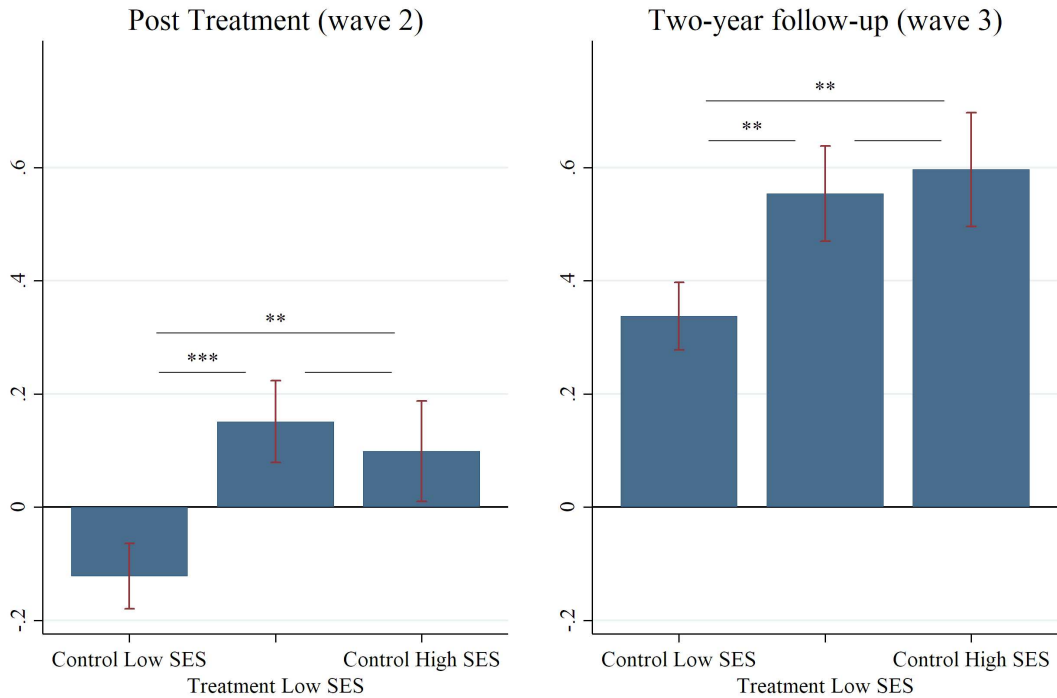 Post Treatment (wave 2)
.6
.4
.2
0
-.2
**
***
Control Low SES
Treatment Low SES
Control High SES
Two-year follow-up (wave 3)
.6
.4
.2
0
-.2
**
**
Control Low SES
Treatment Low SES
Control High SES